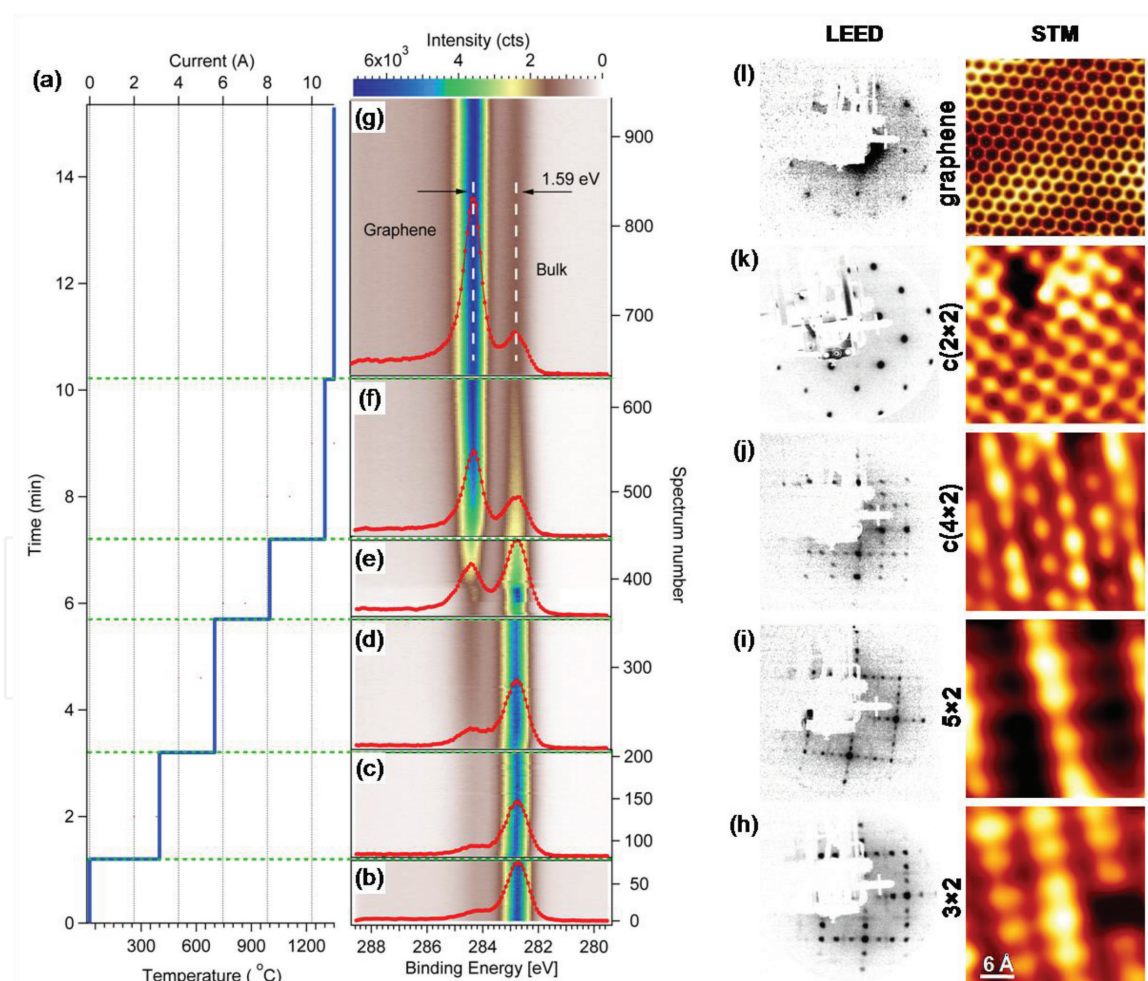 Current (A)
0 2 4 6 8 10
(a)
Time (min)
14
12
10
8
6
4
2
0
300 600 900 1200
Temperature ( °C)
Intensity (cts)
6x10³ 4 2 0
(g)
1.59 eV
Graphene
Bulk
(f)
(e)
(d)
(c)
(b)
900
800
700
600
500
400
300
200
150
100
50
0
Spectrum number
288 286 284 282 280
Binding Energy [eV]
LEED STM
(l)
graphene
(k)
c(2×2)
(j)
c(4×2)
(i)
5×2
(h)
3×2
6 Å